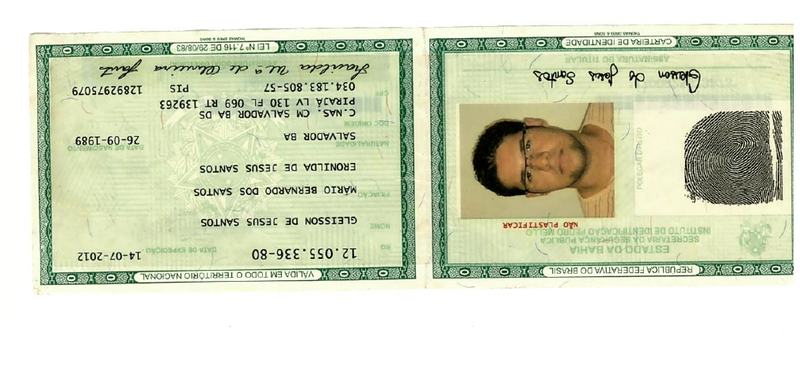 REPÚBLICA FEDERATIVA DO BRASIL
ESTADO DA BAHIA
SECRETARIA DA SEGURANÇA PÚBLICA
INSTITUTO DE IDENTIFICAÇÃO PEDRO MELLO
NÃO PLASTIFICAR
POLEGAR DIREITO
de Jesus Santos
ASSINATURA DO TITULAR
CARTEIRA DE IDENTIDADE
VÁLIDA EM TODO O TERRITÓRIO NACIONAL
RG 12.055.336-80 DATA DE EXPEDIÇÃO 14-07-2012
NOME GLEISSON DE JESUS SANTOS
FILIAÇÃO MÁRIO BERNARDO DOS SANTOS
ERONILDA DE JESUS SANTOS
NATURALIDADE SALVADOR BA DATA DE NASCIMENTO 26-09-1989
DOC ORIGEM C.NAS. CM SALVADOR BA DS
PIRAJÁ LV 130 FL 069 RT 139263
CPF 034.183.805-57 PIS 12892975079
LEI Nº 7.116 DE 29/08/83